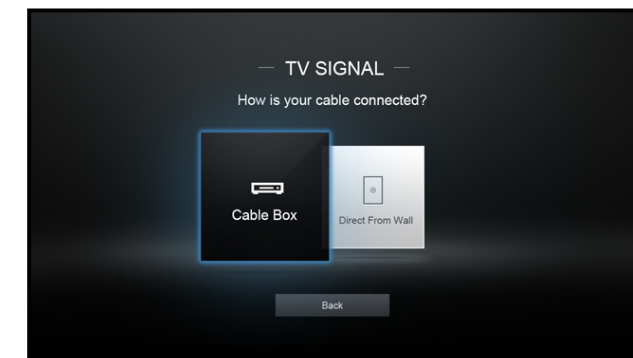 TV SIGNAL
How is your cable connected?
Cable Box
Direct From Wall
Back